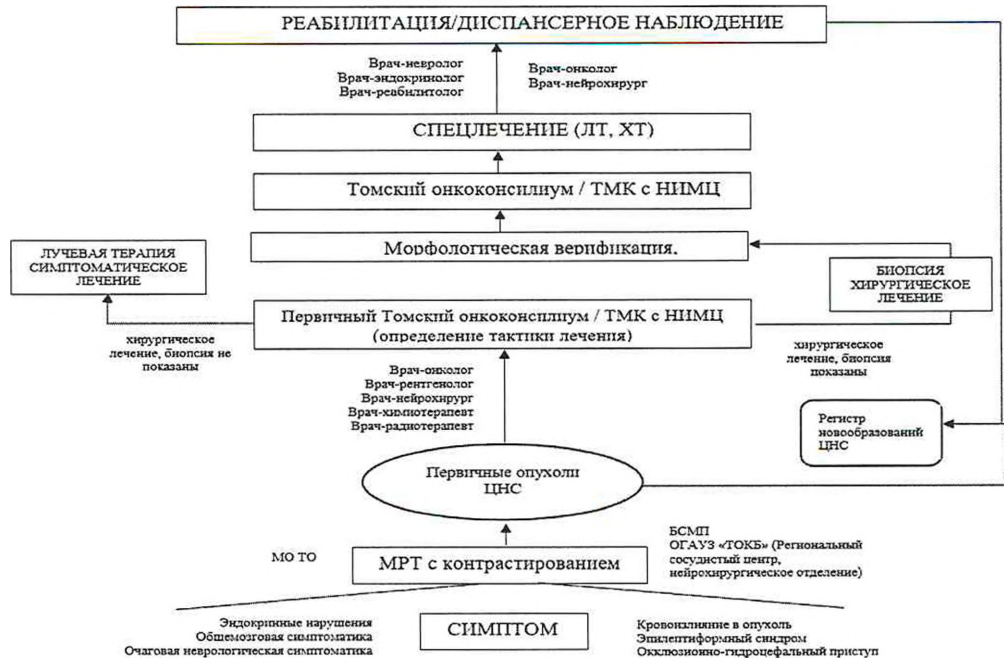 РЕАБИЛИТАЦИЯ/ДИСПАНСЕРНОЕ НАБЛЮДЕНИЕ
Врач-невролог
Врач-эндокринолог
Врач-реабилитолог
Врач-онколог
Врач-нейрохирург
СПЕЦЛЕЧЕНИЕ (ЛТ, ХТ)
Томский онкоконсилиум / ТМК с НИМЦ
Морфологическая верификация.
ЛУЧЕВАЯ ТЕРАПИЯ
СИМПТОМАТИЧЕСКОЕ
ЛЕЧЕНИЕ
БИОПСИЯ
ХИРУРГИЧЕСКОЕ
ЛЕЧЕНИЕ
Первичный Томский онкоконсилиум / ТМК с НИМЦ
(определение тактики лечения)
хирургическое
лечение, биопсия не
показаны
хирургическое
лечение, биопсия
показаны
Врач-онколог
Врач-рентгенолог
Врач-нейрохирург
Врач-химиотерапевт
Врач-радиотерапевт
Регистр
новообразований
ЦНС
Первичные опухоли
ЦНС
МО ТО
МРТ с контрастированием
БСМП
ОГАУЗ «ТОКБ» (Региональный
сосудистый центр,
нейрохирургическое отделение)
Эндокринные нарушения
Общемозговая симптоматика
Очаговая неврологическая симптоматика
СИМПТОМ
Кровоизлияние в опухоль
Эпилептиформный синдром
Окклюзионно-гидроцефальный приступ